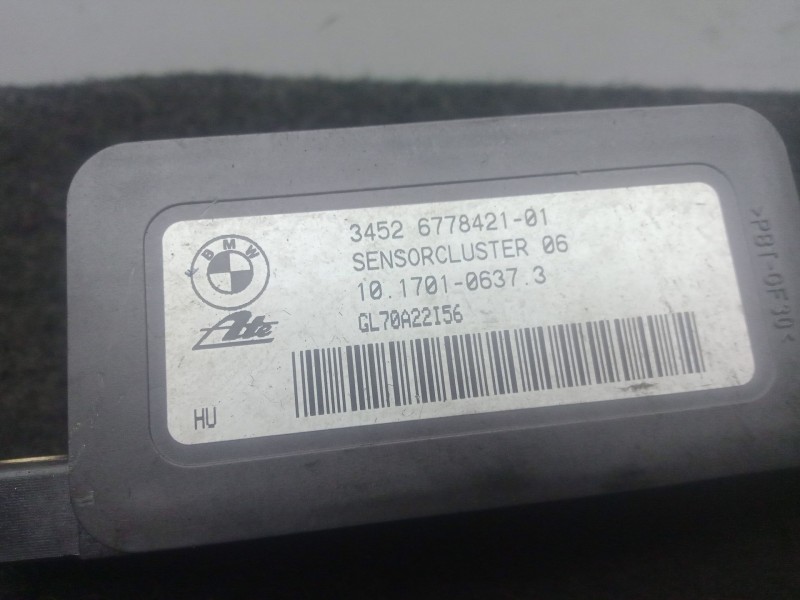 3452 6778421-01
SENSORCLUSTER 06
10.1701-0637.3
GL70A22I56
BMW
Ate
HU
>PBT-GF30<